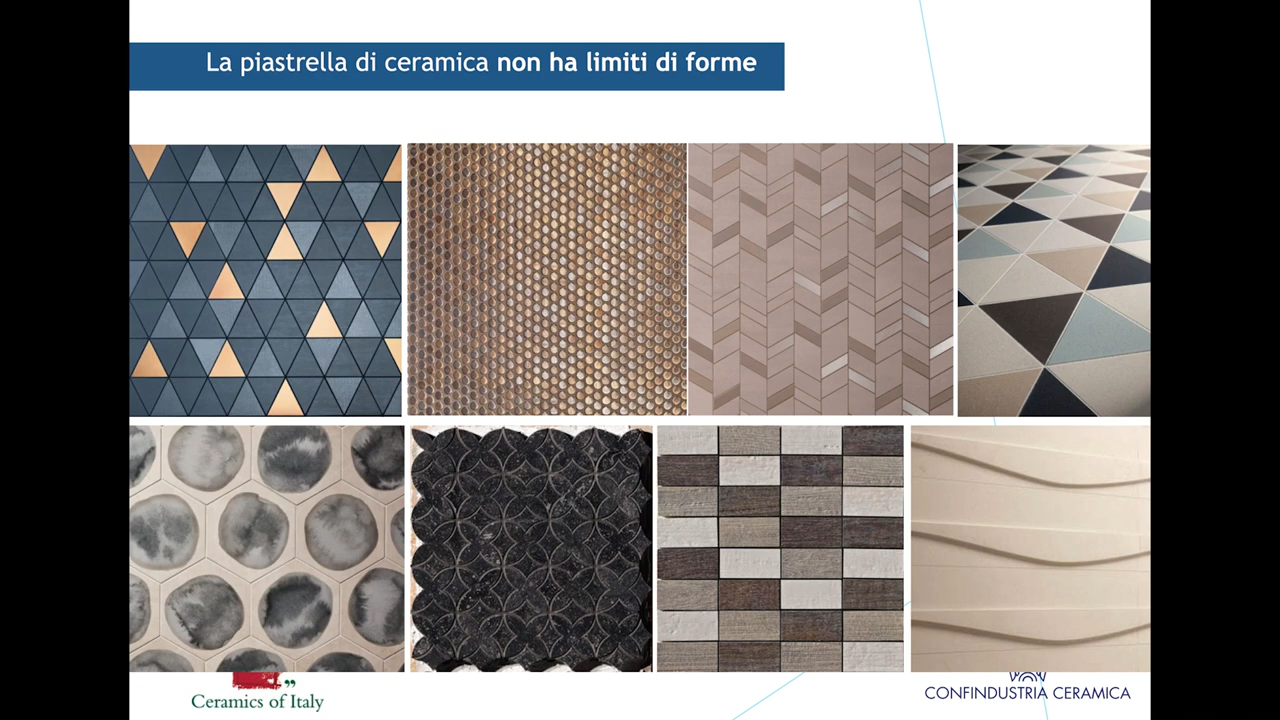 La piastrella di ceramica non ha limiti di forme
Ceramics of Italy
CONFINDUSTRIA CERAMICA